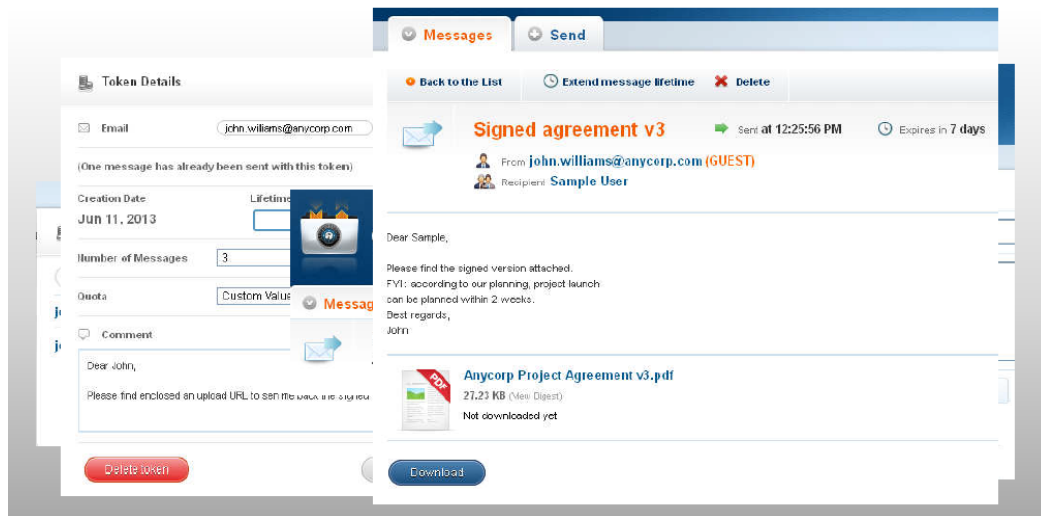 Messages
Send
Back to the List
Extend message lifetime
Delete
Signed agreement v3
Sent at 12:25:56 PM
Expires in 7 days
From john.williams@anycorp.com (GUEST)
Recipient Sample User
Dear Sample,
Please find the signed version attached.
FYI: according to our planning, project launch
can be planned within 2 weeks.
Best regards,
John
Anycorp Project Agreement v3.pdf
PDF
27.23 KB (View Digest)
Not downloaded yet
Download
Token Details
Email
john.wiliams@anycorp.com
(One message has already been sent with this token)
Creation Date
Lifetime
Jun 11, 2013
Number of Messages
3
Quota
Custom Value
Comment
Dear John,
Please find enclosed an upload URL to sen me back the signed
Delete token
Messag